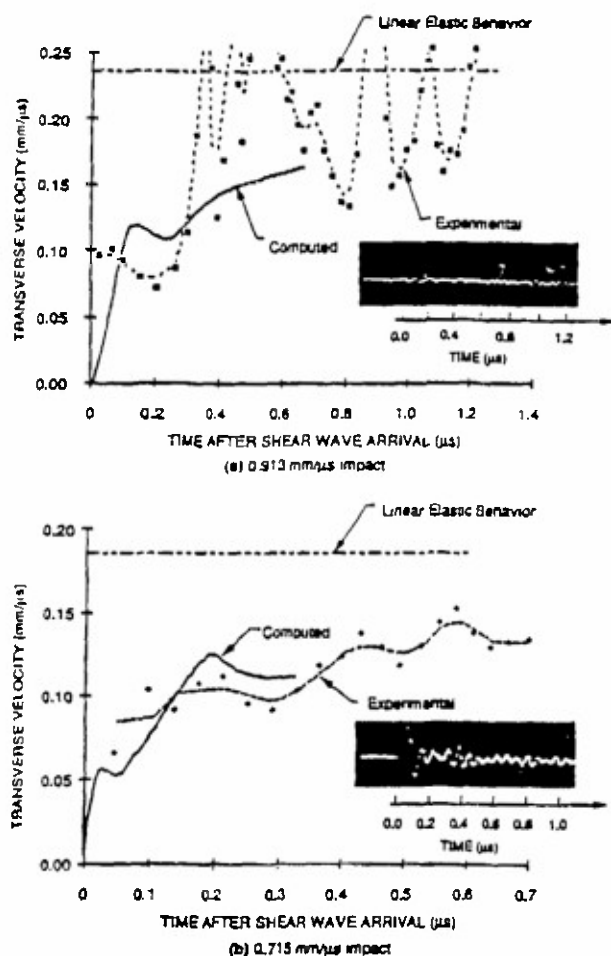 Linear Elastic Behavior
0.25
0.20
0.15
0.10
0.05
0.00
TRANSVERSE VELOCITY (mm/μs)
Computed
Experimental
0.0 0.4 0.8 1.2
TIME (μs)
0 0.2 0.4 0.6 0.8 1.0 1.2 1.4
TIME AFTER SHEAR WAVE ARRIVAL (μs)
(a) 0.913 mm/μs impact
Linear Elastic Behavior
0.20
0.15
0.10
0.05
0.00
TRANSVERSE VELOCITY (mm/μs)
Computed
Experimental
0.0 0.2 0.4 0.6 0.8 1.0
TIME (μs)
0 0.1 0.2 0.3 0.4 0.5 0.6 0.7
TIME AFTER SHEAR WAVE ARRIVAL (μs)
(b) 0.715 mm/μs impact